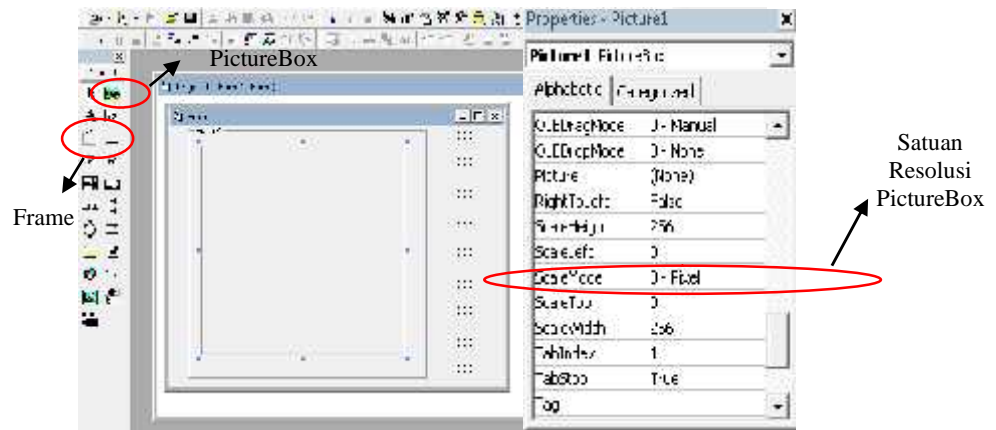 Properties - Picture1
PictureBox
Picture1 PictureBox
Alphabetic Categorized
OLEDragMode 0 - Manual
OLEDropMode 0 - None
Picture (None)
RightToLeft False
ScaleHeight 256
ScaleLeft 0
ScaleMode 3 - Pixel
ScaleTop 0
ScaleWidth 256
TabIndex 1
TabStop True
Tag
Frame
Satuan
Resolusi
PictureBox